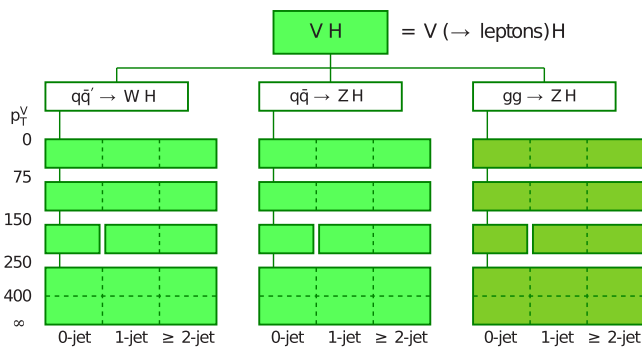 V H = V (→ leptons) H
qq̄′ → W H qq̄ → Z H gg → Z H
p_T^V
0
75
150
250
400
∞
0-jet 1-jet ≥ 2-jet 0-jet 1-jet ≥ 2-jet 0-jet 1-jet ≥ 2-jet